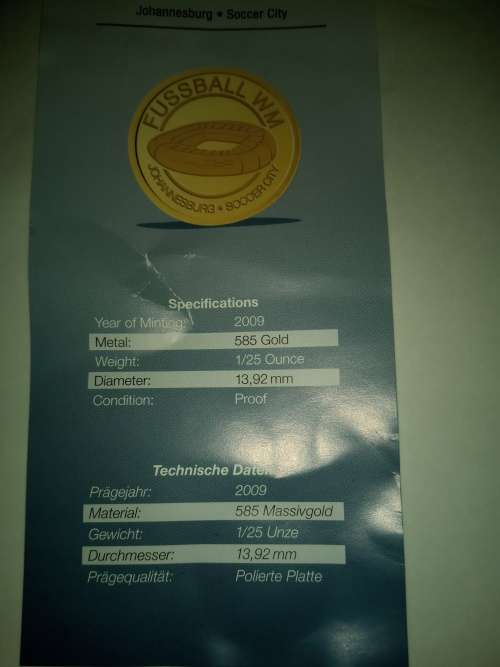 Johannesburg • Soccer City
FUSSBALL WM
JOHANNESBURG • SOCCER CITY
Specifications
Year of Minting: 2009
Metal: 585 Gold
Weight: 1/25 Ounce
Diameter: 13,92 mm
Condition: Proof
Technische Daten
Prägejahr: 2009
Material: 585 Massivgold
Gewicht: 1/25 Unze
Durchmesser: 13,92 mm
Prägequalität: Polierte Platte